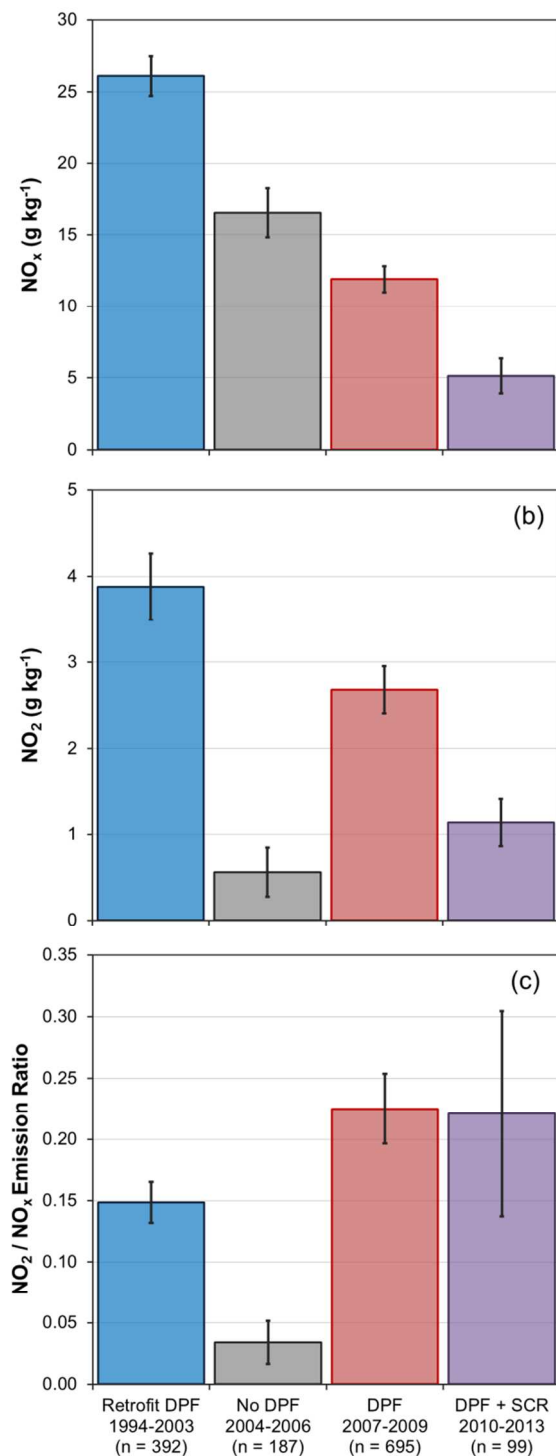 30
25
20
15
10
5
0
NOx (g kg-1)
(b)
5
4
3
2
1
0
NO2 (g kg-1)
(c)
0.35
0.30
0.25
0.20
0.15
0.10
0.05
0.00
NO2 / NOx Emission Ratio
Retrofit DPF No DPF DPF DPF + SCR
1994-2003 2004-2006 2007-2009 2010-2013
(n = 392) (n = 187) (n = 695) (n = 99)